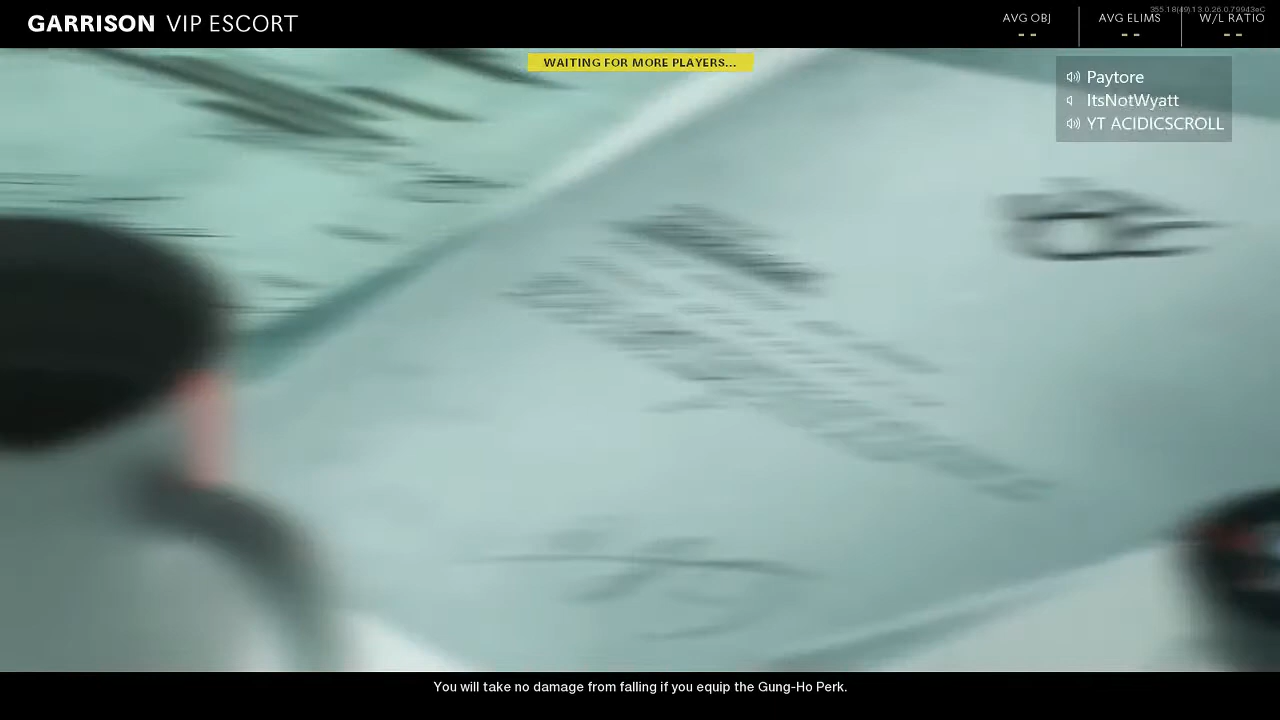 GARRISON VIP ESCORT
AVG OBJ
AVG ELIMS
W/L RATIO
--
--
--
WAITING FOR MORE PLAYERS...
Paytore
ItsNotWyatt
YT ACIDICSCROLL
You will take no damage from falling if you equip the Gung-Ho Perk.